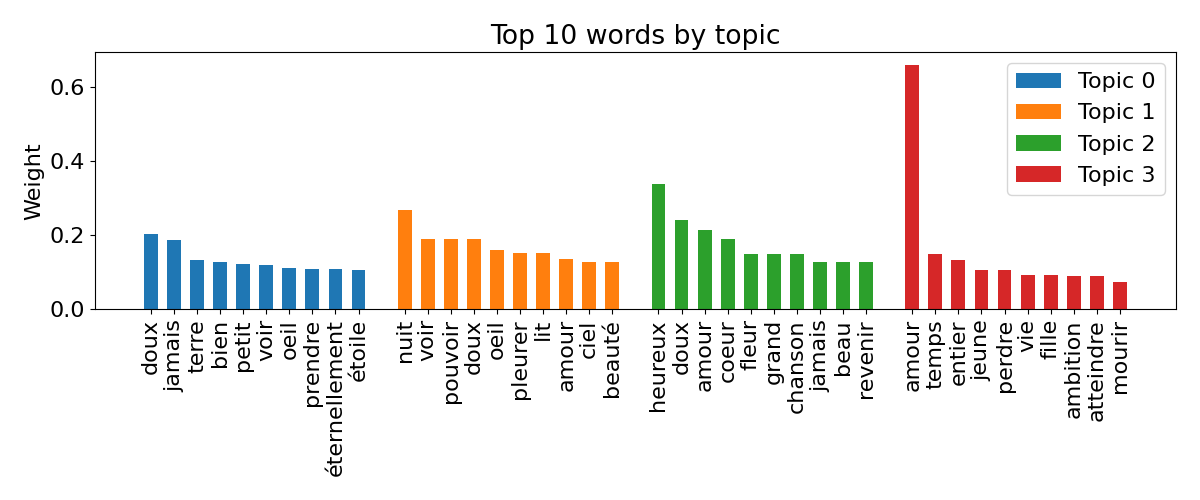 Top 10 words by topic
Weight
0.6
0.4
0.2
0.0
Topic 0
Topic 1
Topic 2
Topic 3
doux
jamais
terre
bien
petit
voir
oeil
prendre
éternellement
étoile
nuit
voir
pouvoir
doux
oeil
pleurer
lit
amour
ciel
beauté
heureux
doux
amour
coeur
fleur
grand
chanson
jamais
beau
revenir
amour
temps
entier
jeune
perdre
vie
fille
ambition
atteindre
mourir